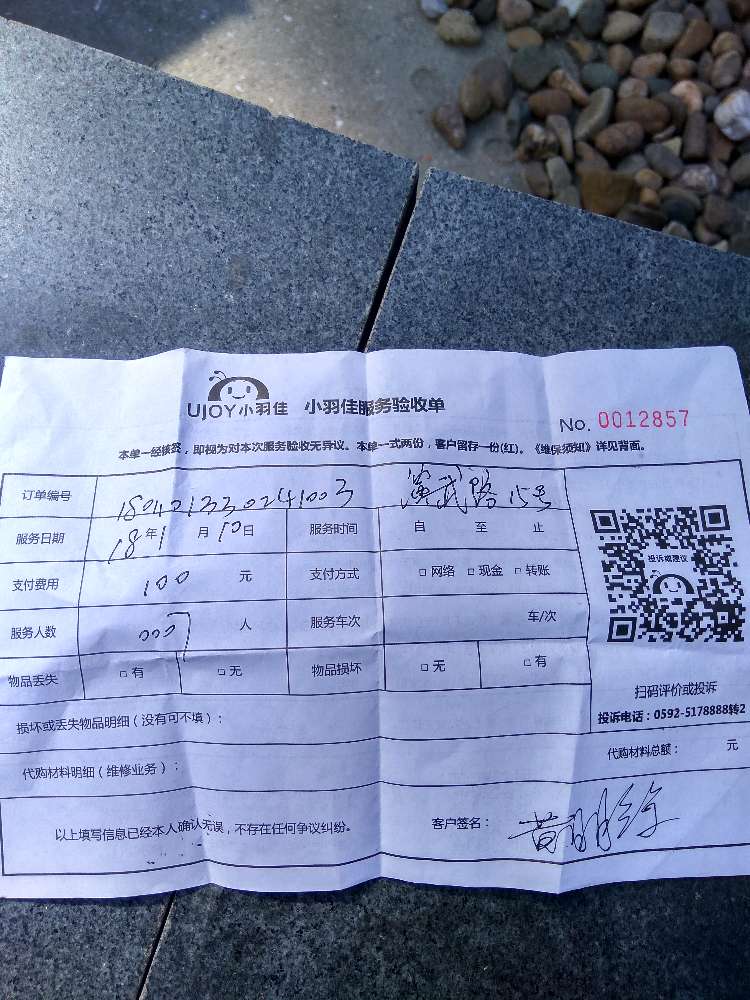 UJOY小羽佳 小羽佳服务验收单
No. 0012857
本单一经核签，即视为对本次服务验收无异议。本单一式两份，客户留存一份(红)。《维保须知》详见背面。
订单编号 180401330241003 演武路15号
服务日期 18年1月10日 服务时间 自 至 止
支付费用 100 元 支付方式 □网络 □现金 □转账
服务人数 0007 人 服务车次 车/次
物品丢失 □有 □无 物品损坏 □无 □有
投诉或建议
扫码评价或投诉
投诉电话：0592-5178888转2
损坏或丢失物品明细（没有可不填）：
代购材料明细（维修业务）： 代购材料总额： 元
以上填写信息已经本人确认无误，不存在任何争议纠纷。 客户签名：